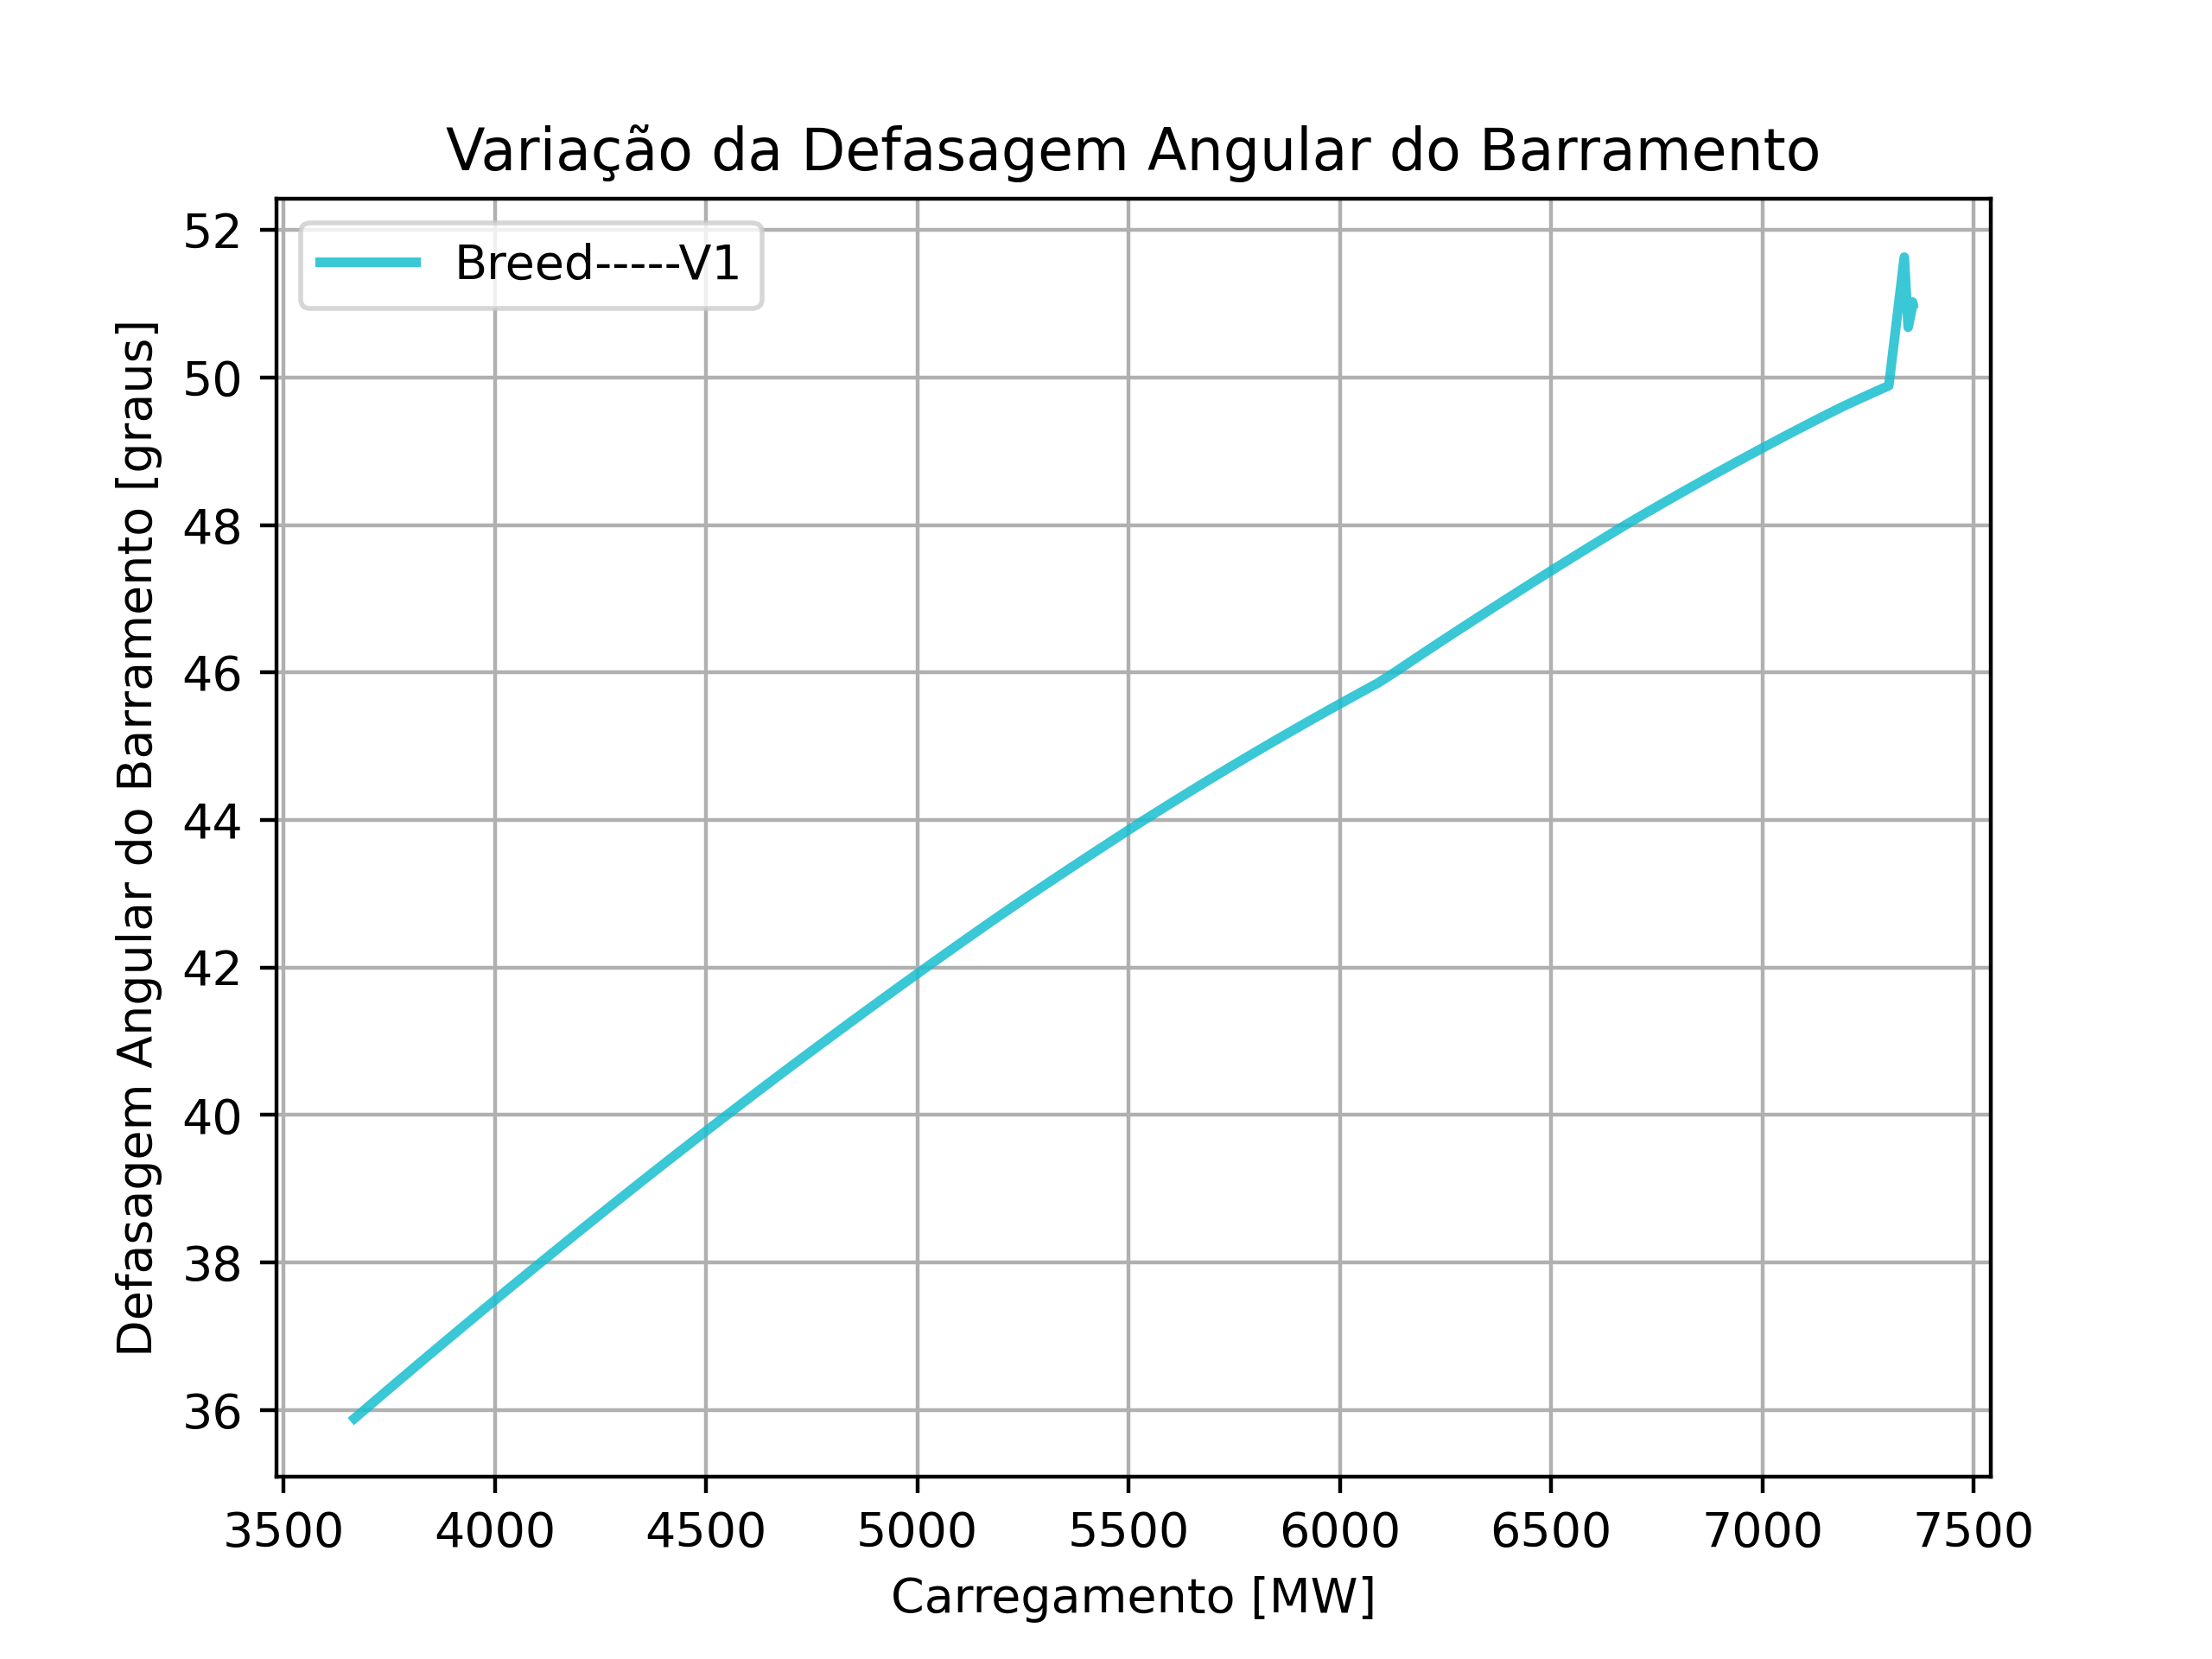 Variação da Defasagem Angular do Barramento
Breed-----V1
Defasagem Angular do Barramento [graus]
52
50
48
46
44
42
40
38
36
3500 4000 4500 5000 5500 6000 6500 7000 7500
Carregamento [MW]